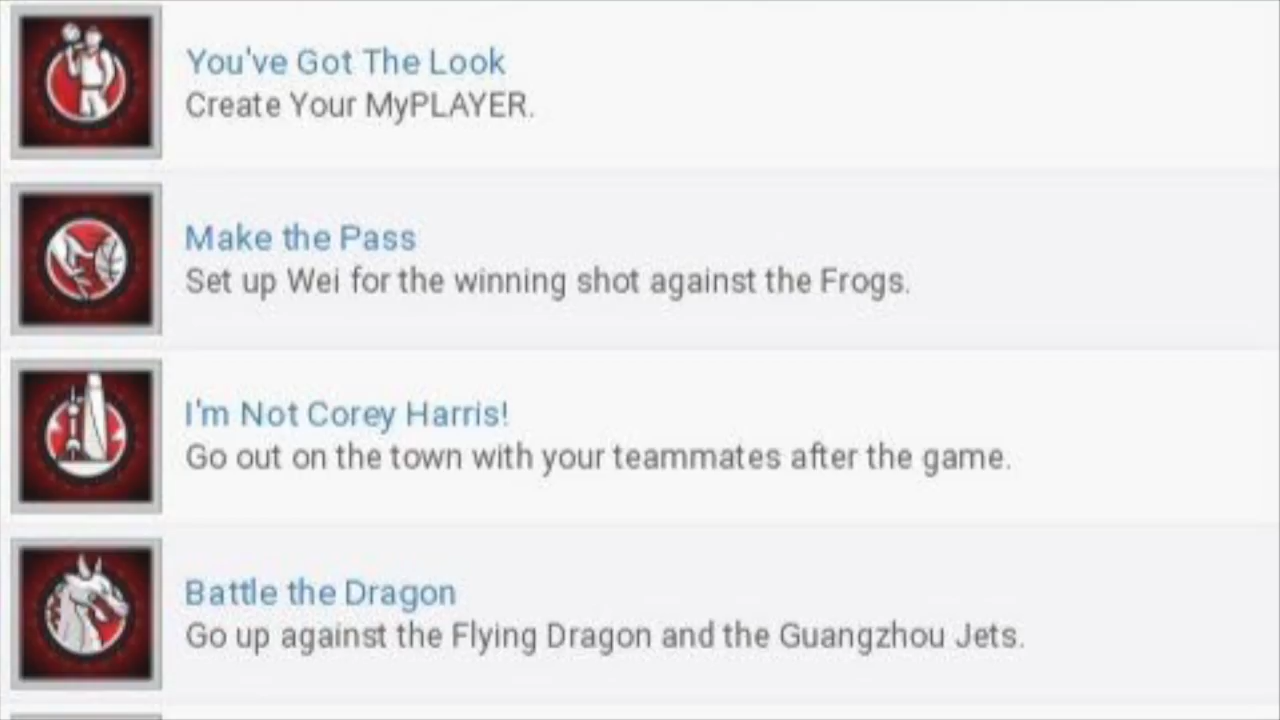 You've Got The Look
Create Your MyPLAYER.
Make the Pass
Set up Wei for the winning shot against the Frogs.
I'm Not Corey Harris!
Go out on the town with your teammates after the game.
Battle the Dragon
Go up against the Flying Dragon and the Guangzhou Jets.